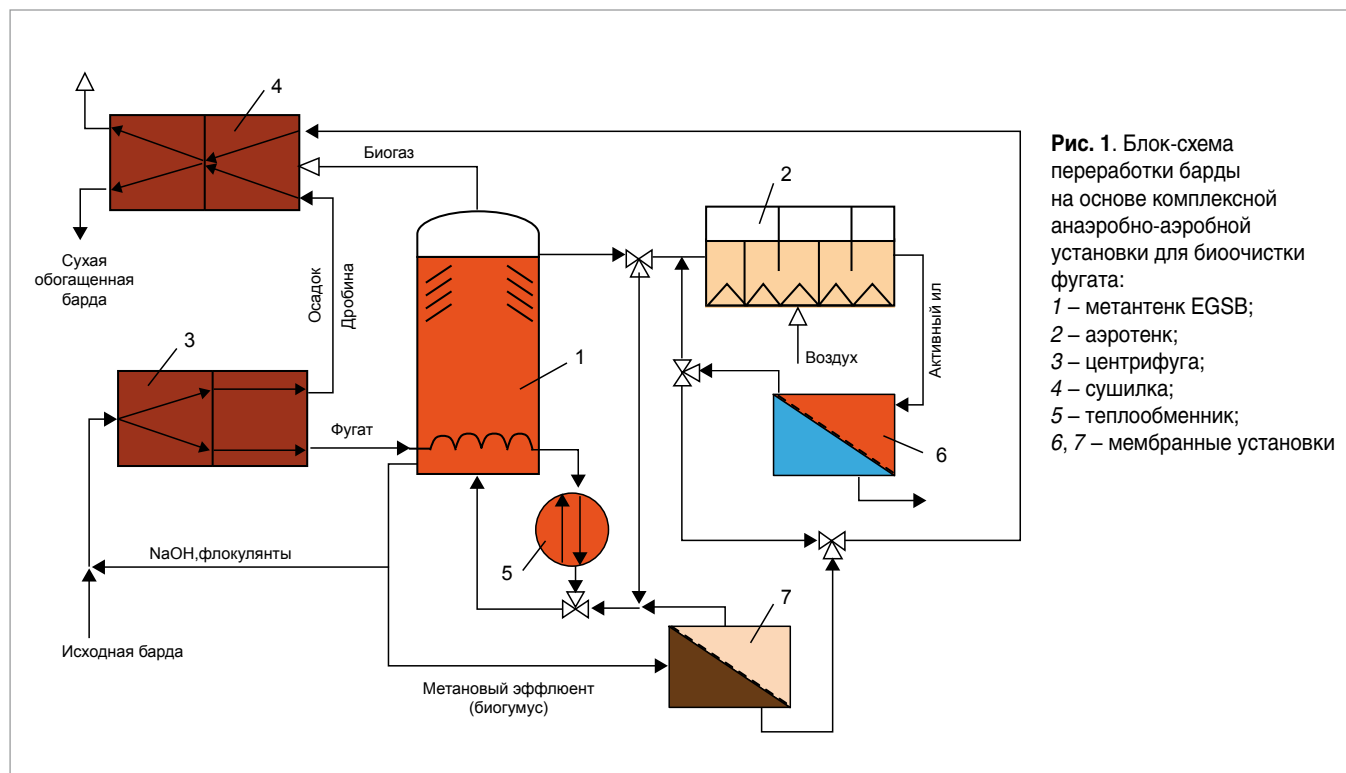 4
Биогаз
2
Сухая
обогащенная
барда
Осадок
Дробина
3
1
Воздух
Активный ил
Фугат
6
NaOH,флокулянты
5
7
Исходная барда
Метановый эффлюент
(биогумус)
Рис. 1. Блок-схема
переработки барды
на основе комплексной
анаэробно-аэробной
установки для биоочистки
фугата:
1 – метантенк EGSB;
2 – аэротенк;
3 – центрифуга;
4 – сушилка;
5 – теплообменник;
6, 7 – мембранные установки